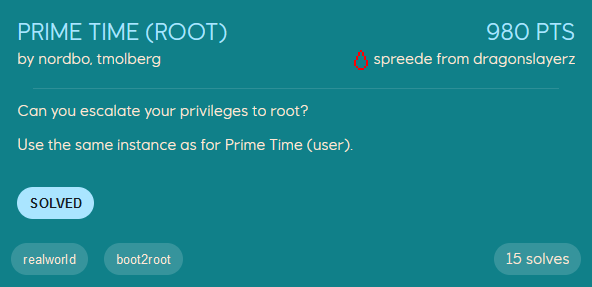 PRIME TIME (ROOT) 980 PTS
by nordbo, tmolberg spreede from dragonslayerz
Can you escalate your privileges to root?
Use the same instance as for Prime Time (user).
SOLVED
realworld boot2root 15 solves